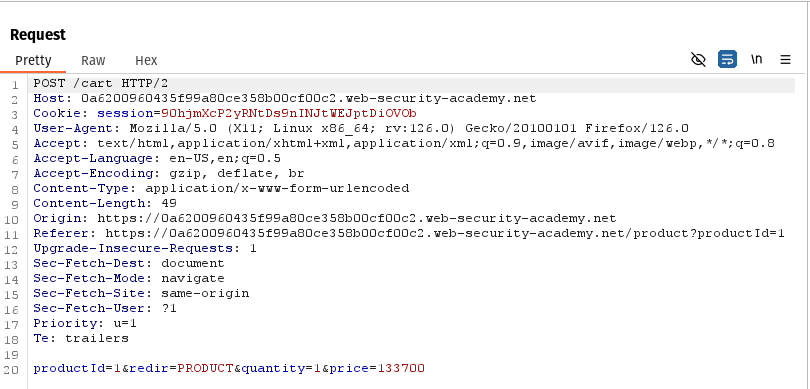 Request
Pretty Raw Hex \n
1 POST /cart HTTP/2
2 Host: 0a6200960435f99a80ce358b00cf00c2.web-security-academy.net
3 Cookie: session=90hjmXcP2yRNtDs9nINJtWEJptDiOVOb
4 User-Agent: Mozilla/5.0 (X11; Linux x86_64; rv:126.0) Gecko/20100101 Firefox/126.0
5 Accept: text/html,application/xhtml+xml,application/xml;q=0.9,image/avif,image/webp,*/*;q=0.8
6 Accept-Language: en-US,en;q=0.5
7 Accept-Encoding: gzip, deflate, br
8 Content-Type: application/x-www-form-urlencoded
9 Content-Length: 49
10 Origin: https://0a6200960435f99a80ce358b00cf00c2.web-security-academy.net
11 Referer: https://0a6200960435f99a80ce358b00cf00c2.web-security-academy.net/product?productId=1
12 Upgrade-Insecure-Requests: 1
13 Sec-Fetch-Dest: document
14 Sec-Fetch-Mode: navigate
15 Sec-Fetch-Site: same-origin
16 Sec-Fetch-User: ?1
17 Priority: u=1
18 Te: trailers
19
20 productId=1&redir=PRODUCT&quantity=1&price=133700